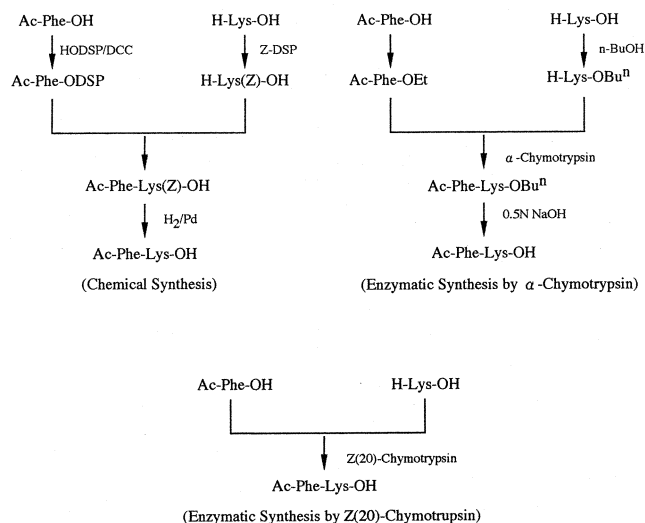 Ac-Phe-OH
H-Lys-OH
HODSP/DCC
Z-DSP
Ac-Phe-ODSP
H-Lys(Z)-OH
Ac-Phe-Lys(Z)-OH
H2/Pd
Ac-Phe-Lys-OH
(Chemical Synthesis)
Ac-Phe-OH
H-Lys-OH
n-BuOH
Ac-Phe-OEt
H-Lys-OBuⁿ
α-Chymotrypsin
Ac-Phe-Lys-OBuⁿ
0.5N NaOH
Ac-Phe-Lys-OH
(Enzymatic Synthesis by α-Chymotrypsin)
Ac-Phe-OH
H-Lys-OH
Z(20)-Chymotrypsin
Ac-Phe-Lys-OH
(Enzymatic Synthesis by Z(20)-Chymotrupsin)